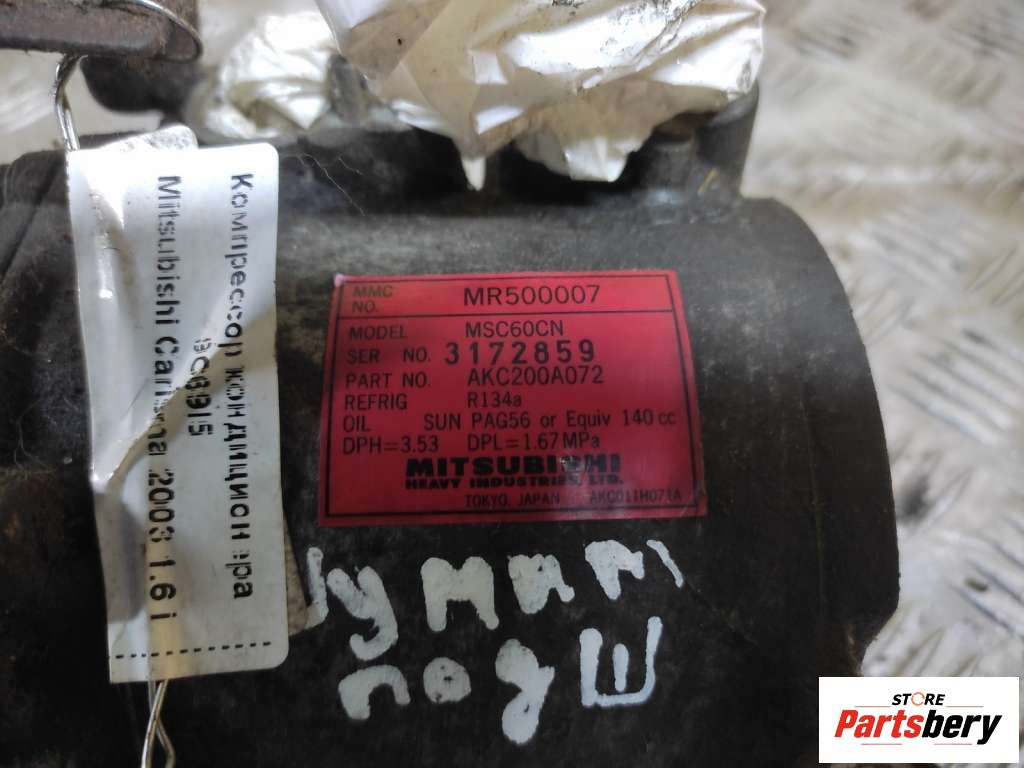 Компрессор кондиционера
Mitsubishi Carisma 2003 1.6 i
MMC NO. MR500007
MODEL MSC60CN
SER NO. 3172859
PART NO. AKC200A072
REFRIG R134a
OIL SUN PAG56 or Equiv 140 cc
DPH=3.53 DPL=1.67MPa
MITSUBISHI
HEAVY INDUSTRIES, LTD.
TOKYO, JAPAN AKC011H071A
STORE
Partsbery